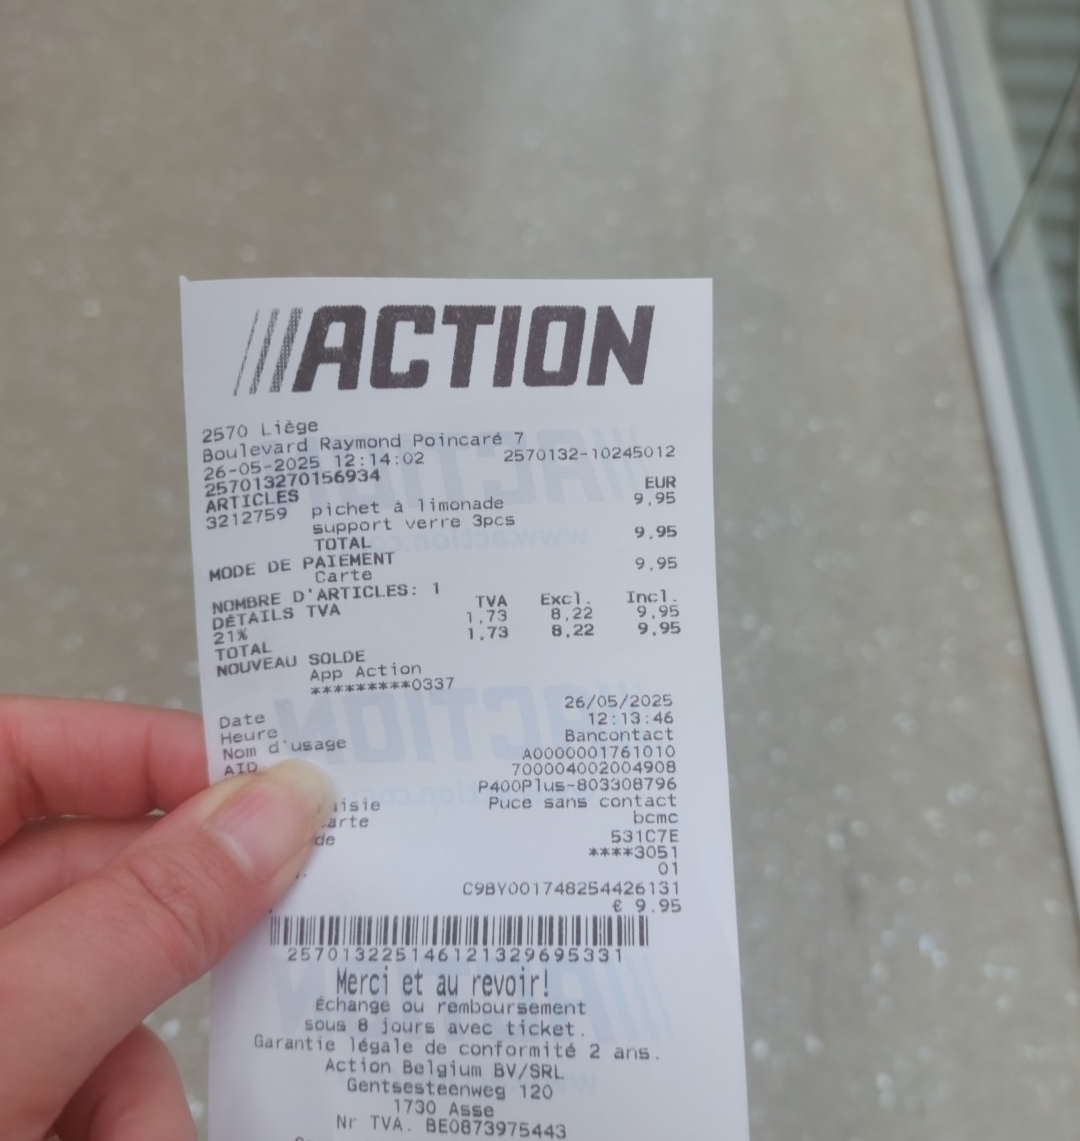 ACTION
2570 Liège
Boulevard Raymond Poincaré 7
26-05-2025 12:14:02 2570132-10245012
257013270156934
ARTICLES EUR
3212759 pichet à limonade 9.95
support verre 3pcs
TOTAL 9.95
MODE DE PAIEMENT
Carte 9.95
NOMBRE D'ARTICLES: 1
DÉTAILS TVA TVA Excl. Incl.
21% 1.73 8.22 9.95
TOTAL 1.73 8.22 9.95
NOUVEAU SOLDE
App Action
*********0337
Date 26/05/2025
Heure 12:13:46
Nom d'usage Bancontact
AID A0000001761010
700004002004908
P400Plus-803308796
Puce sans contact
bcmc
de 531C7E
****3051
01
C9BY001748254426131
€ 9.95
257013225146121329695331
Merci et au revoir!
Échange ou remboursement
sous 8 jours avec ticket.
Garantie légale de conformité 2 ans.
Action Belgium BV/SRL
Gentsesteenweg 120
1730 Asse
Nr TVA. BE0873975443